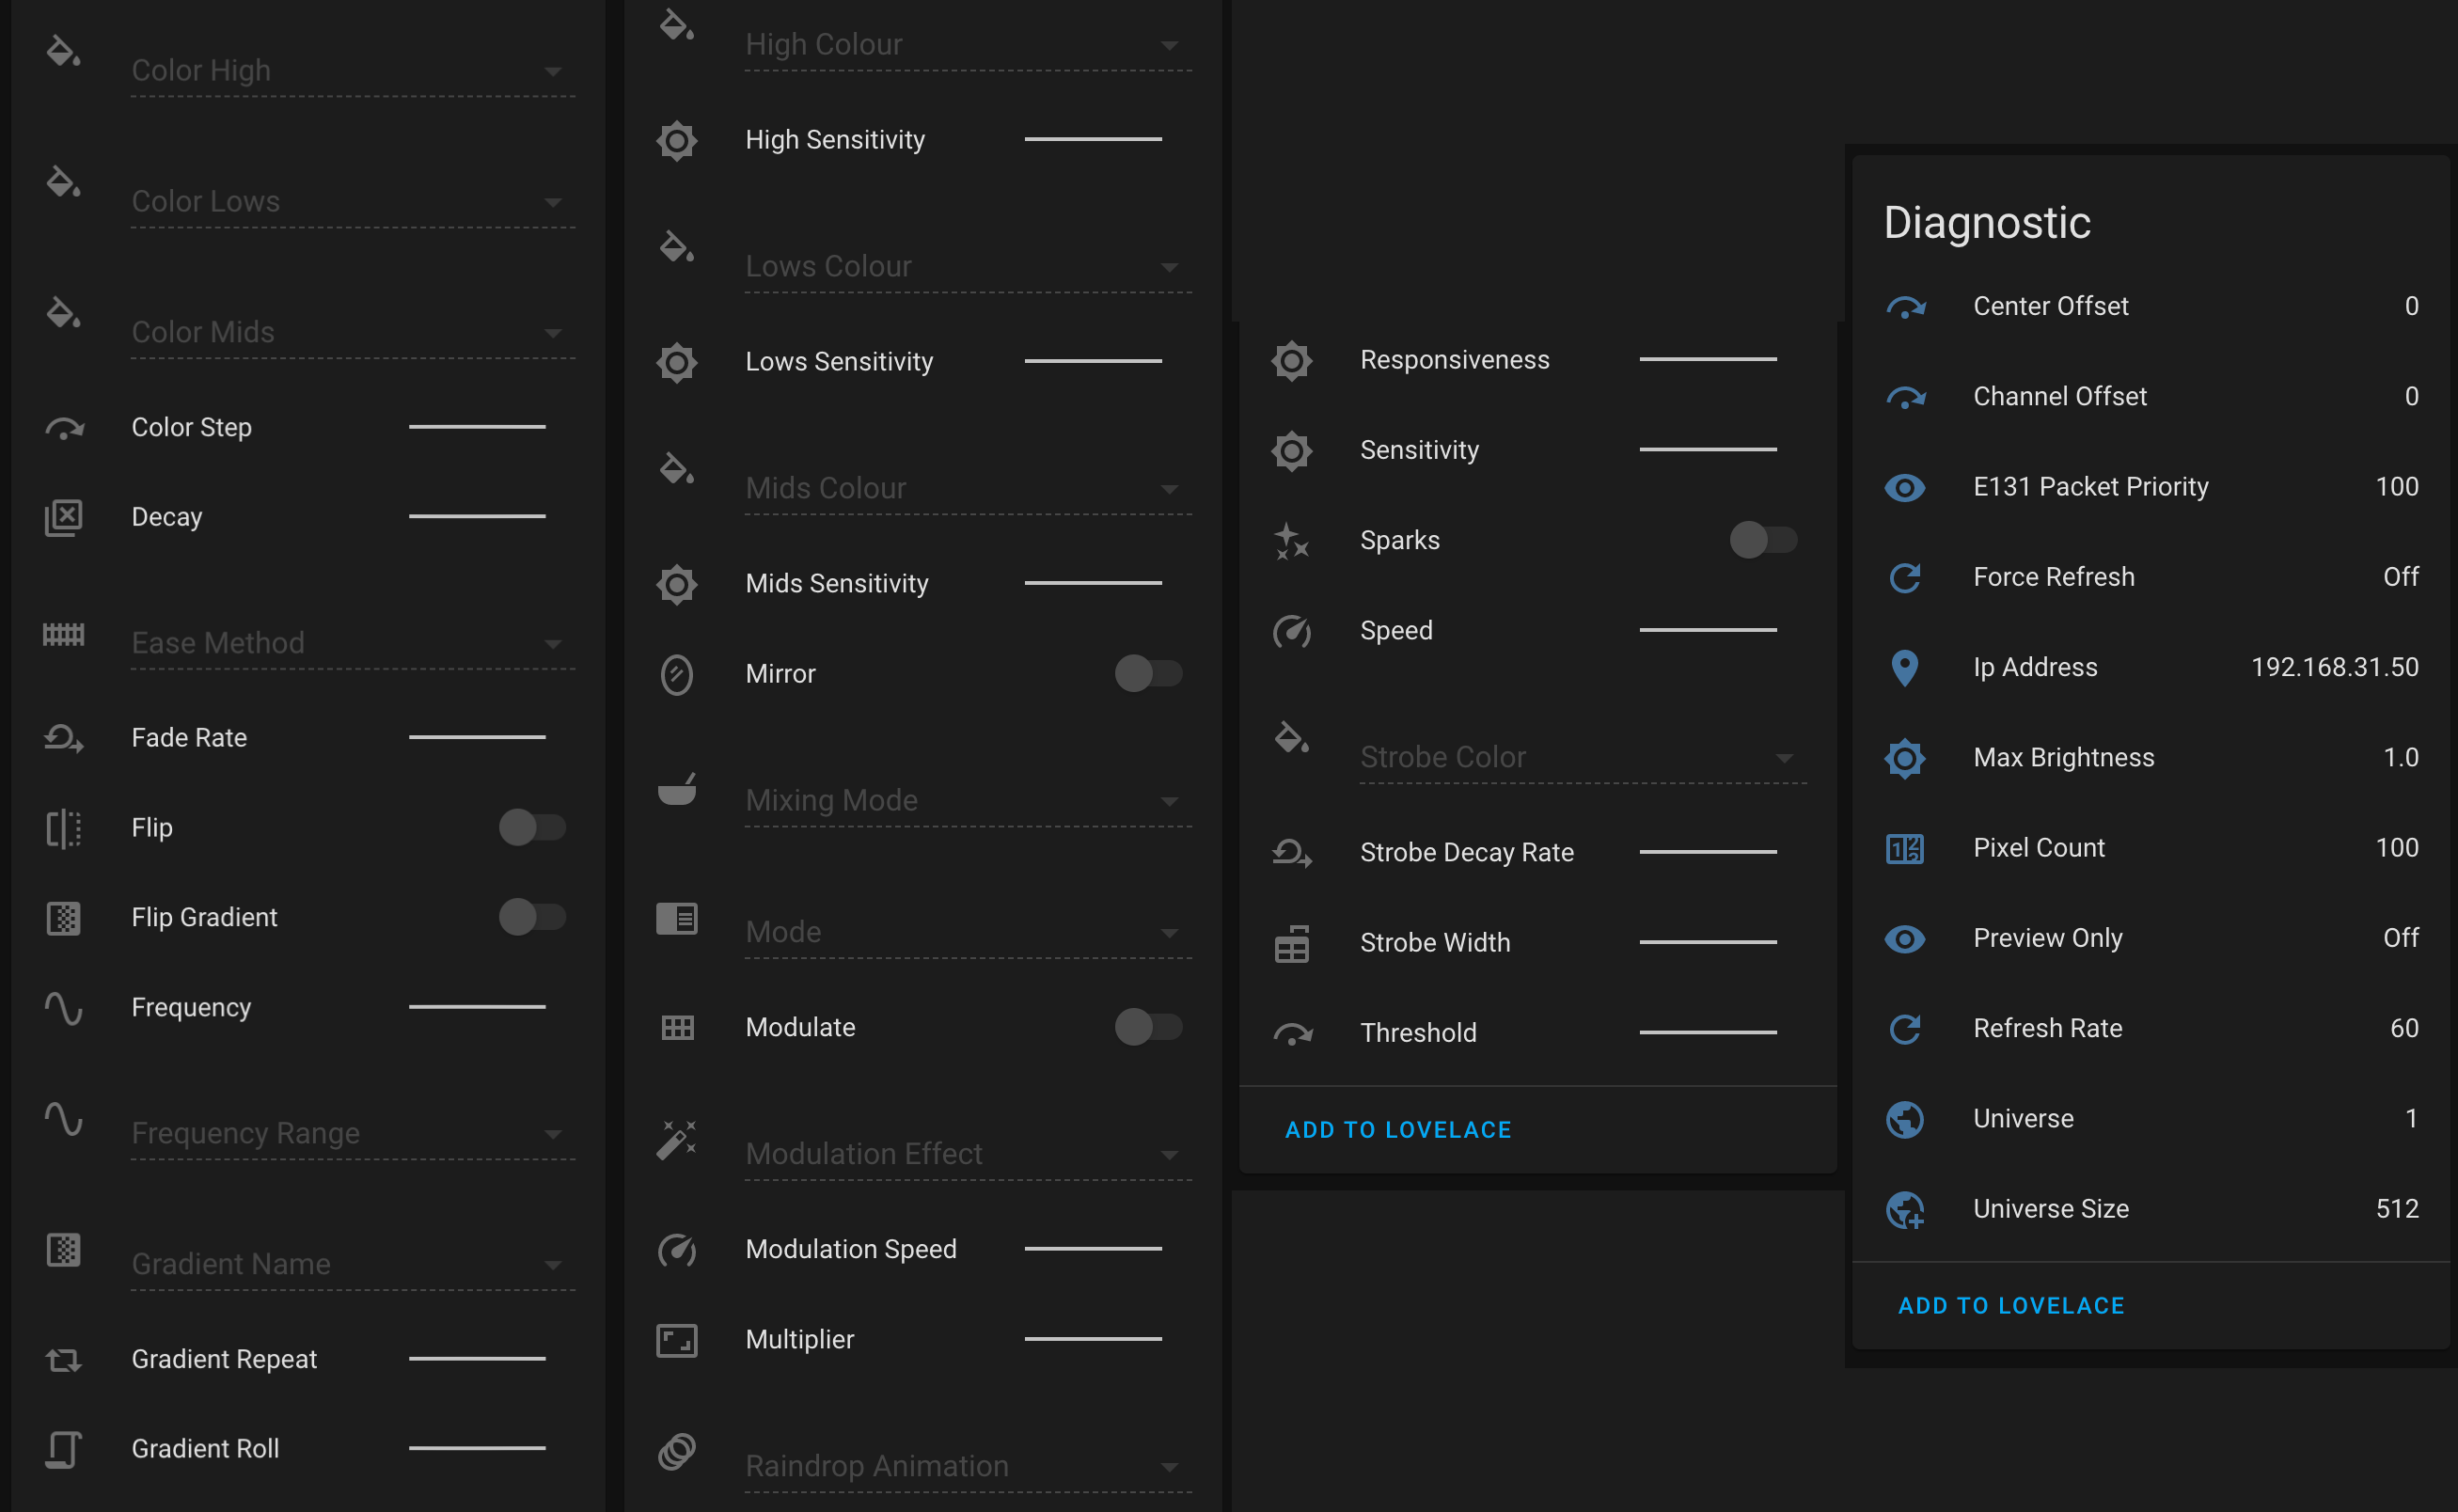 Color High
Color Lows
Color Mids
Color Step
Decay
Ease Method
Fade Rate
Flip
Flip Gradient
Frequency
Frequency Range
Gradient Name
Gradient Repeat
Gradient Roll
High Colour
High Sensitivity
Lows Colour
Lows Sensitivity
Mids Colour
Mids Sensitivity
Mirror
Mixing Mode
Mode
Modulate
Modulation Effect
Modulation Speed
Multiplier
Raindrop Animation
Responsiveness
Sensitivity
Sparks
Speed
Strobe Color
Strobe Decay Rate
Strobe Width
Threshold
ADD TO LOVELACE
Diagnostic
Center Offset 0
Channel Offset 0
E131 Packet Priority 100
Force Refresh Off
Ip Address 192.168.31.50
Max Brightness 1.0
Pixel Count 100
Preview Only Off
Refresh Rate 60
Universe 1
Universe Size 512
ADD TO LOVELACE